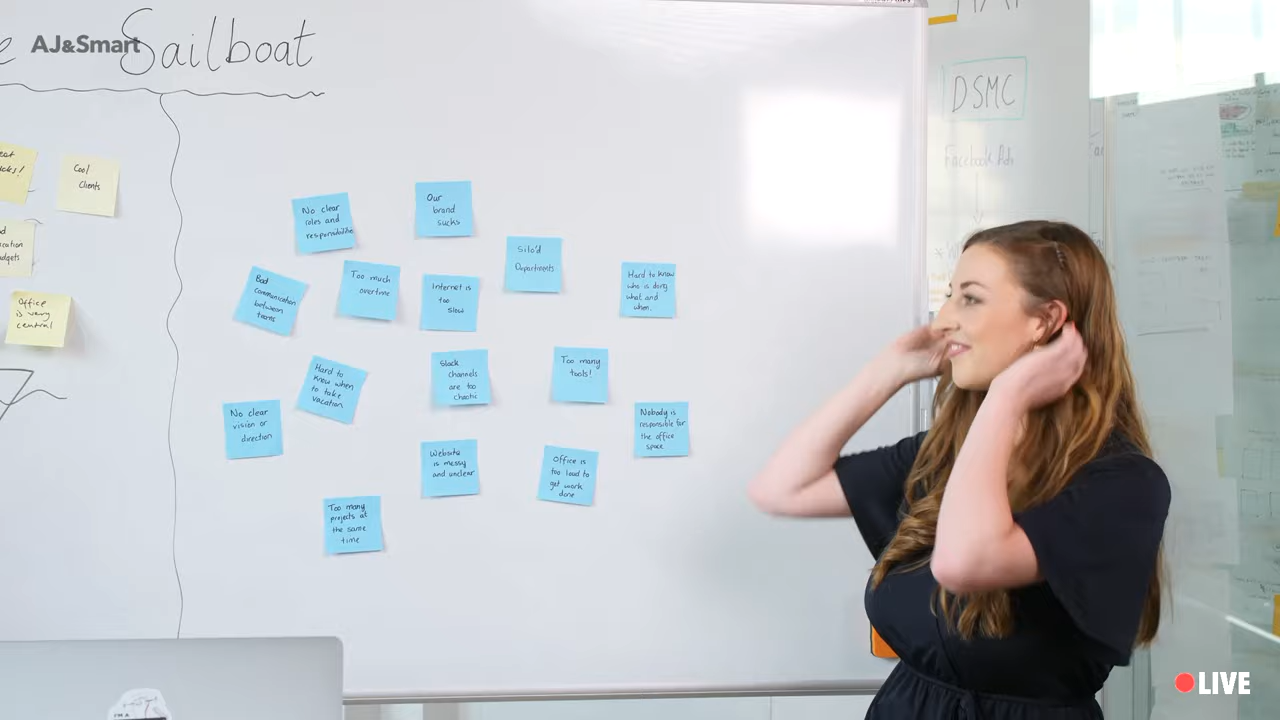 AJ&Smart
Sailboat
DSMC
Facebook Ads
Cool
Clients
Office
is very
central
No clear
roles and
responsibilities
Our
brand
sucks
Silo'd
Departments
Hard to know
who is doing
what and
when.
Bad
communication
between
teams
Too much
overtime
Internet is
too
slow
Hard to
know when
to take
vacation
Slack
channels
are too
chaotic
Too many
tools!
No clear
vision or
direction
Nobody is
responsible for
the office
space
Website
is messy
and unclear
Office is
too loud to
get work
done
Too many
projects at
the same
time
LIVE